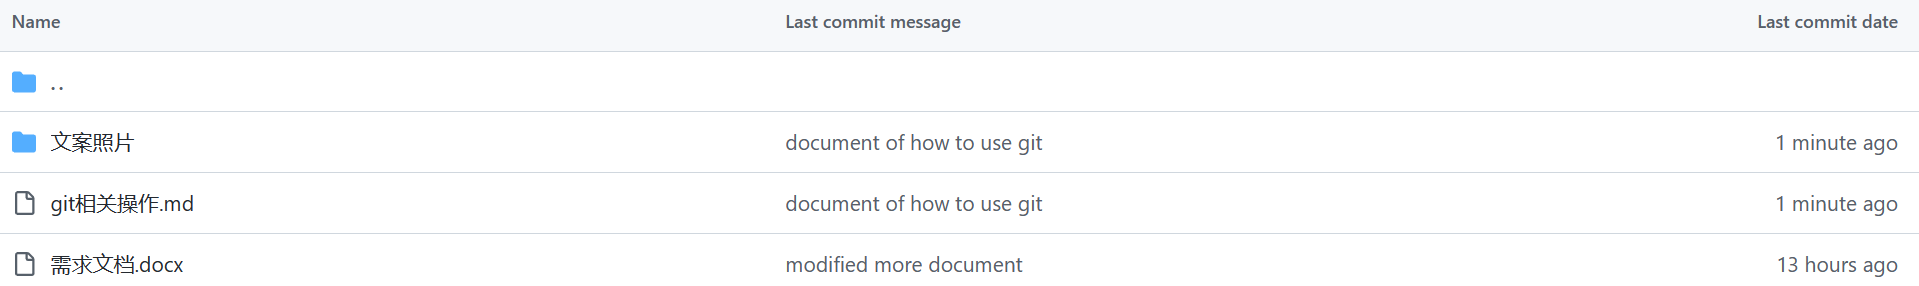 Name Last commit message Last commit date
..
文案照片 document of how to use git 1 minute ago
git相关操作.md document of how to use git 1 minute ago
需求文档.docx modified more document 13 hours ago